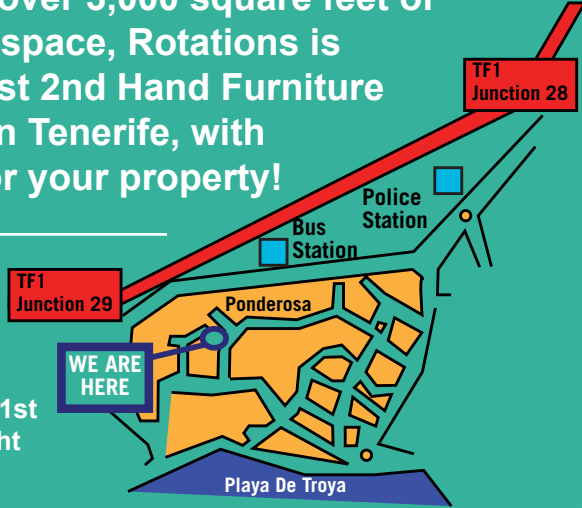 over 5,000 square feet of
space, Rotations is
st 2nd Hand Furniture
n Tenerife, with
or your property!
TF1
Junction 28
Police
Station
Bus
Station
TF1
Junction 29
Ponderosa
WE ARE
HERE
1st
ht
Playa De Troya